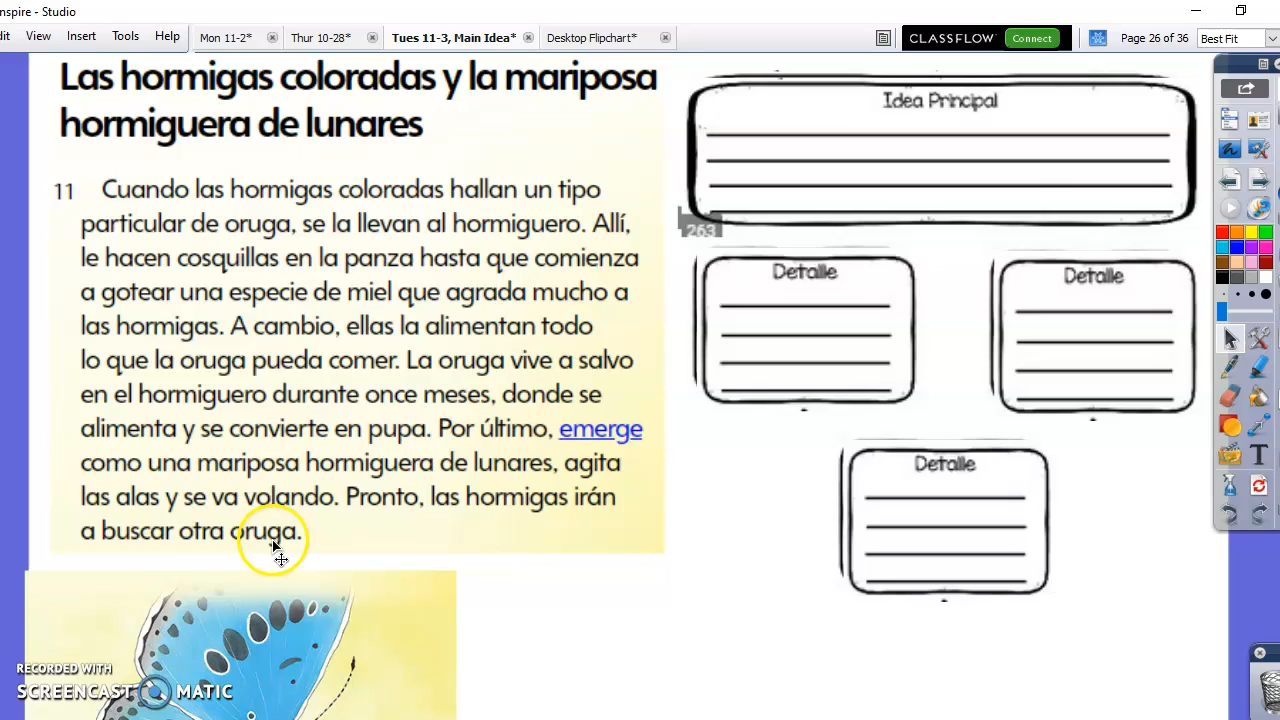 nspire - Studio
dit View Insert Tools Help
Mon 11-2* Thur 10-28* Tues 11-3, Main Idea* Desktop Flipchart*
CLASSFLOW Connect
Page 26 of 36
Best Fit
Las hormigas coloradas y la mariposa
hormiguera de lunares
11 Cuando las hormigas coloradas hallan un tipo
particular de oruga, se la llevan al hormiguero. Allí,
le hacen cosquillas en la panza hasta que comienza
a gotear una especie de miel que agrada mucho a
las hormigas. A cambio, ellas la alimentan todo
lo que la oruga pueda comer. La oruga vive a salvo
en el hormiguero durante once meses, donde se
alimenta y se convierte en pupa. Por último, emerge
como una mariposa hormiguera de lunares, agita
las alas y se va volando. Pronto, las hormigas irán
a buscar otra oruga.
Idea Principal
263
Detalle
Detalle
Detalle
RECORDED WITH
SCREENCAST MATIC